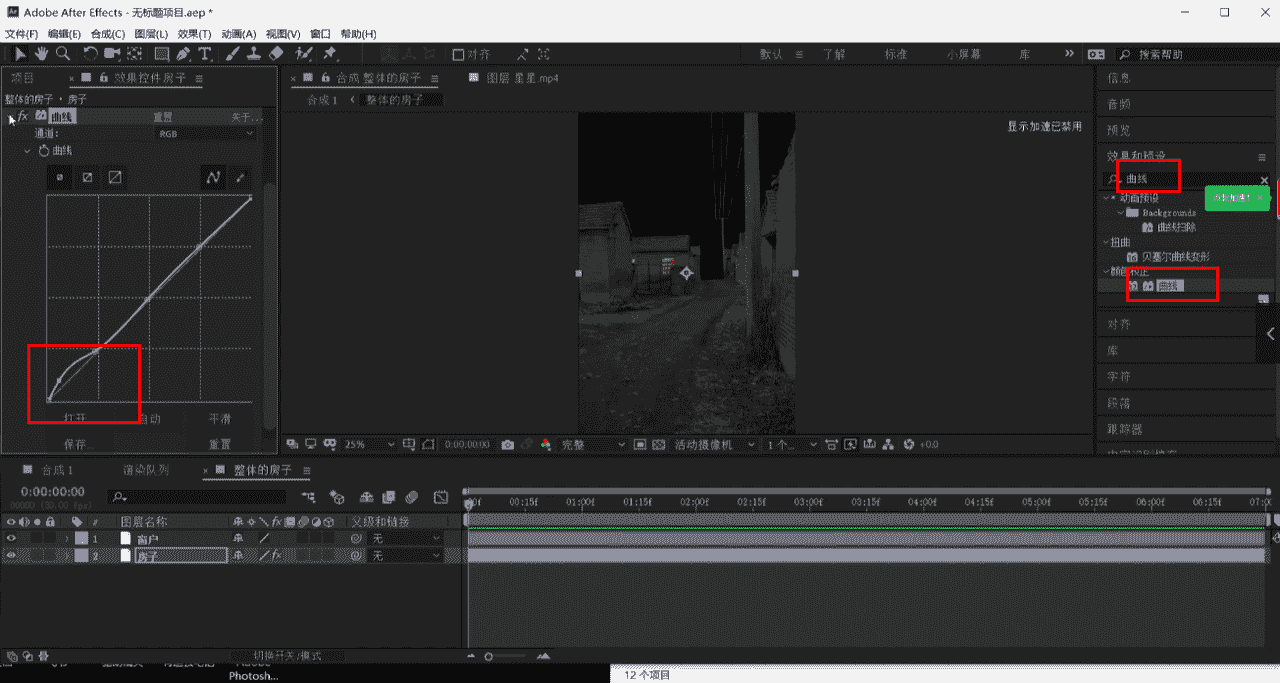 Adobe After Effects - 无标题项目.aep *
文件(F) 编辑(E) 合成(C) 图层(L) 效果(T) 动画(A) 视图(V) 窗口 帮助(H)
对齐 默认 了解 标准 小屏幕 库 搜索帮助
项目 效果控件 房子
合成 整体的房子
图层 星星.mp4
信息
整体的房子 • 房子
合成 1 整体的房子
音频
曲线 重置 关于...
通道: RGB
显示加速已禁用
预览
曲线
效果和预设
曲线
动画预设
Backgrounds
曲线扫除
扭曲
贝塞尔曲线变形
颜色校正
曲线
对齐
库
字符
段落
跟踪器
打开... 自动 平滑
保存... 重置
25% 0:00:00:00 完整 活动摄像机 1 个... +0.0
合成 1 渲染队列 整体的房子
0:00:00:00
00000 (30.00 fps)
00:15f 01:00f 01:15f 02:00f 02:15f 03:00f 03:15f 04:00f 04:15f 05:00f 05:15f 06:00f 06:15f 07:0
# 图层名称 父级和链接
1 窗户 无
2 房子 无
切换开关/模式
Adobe
Photosh...
12 个项目